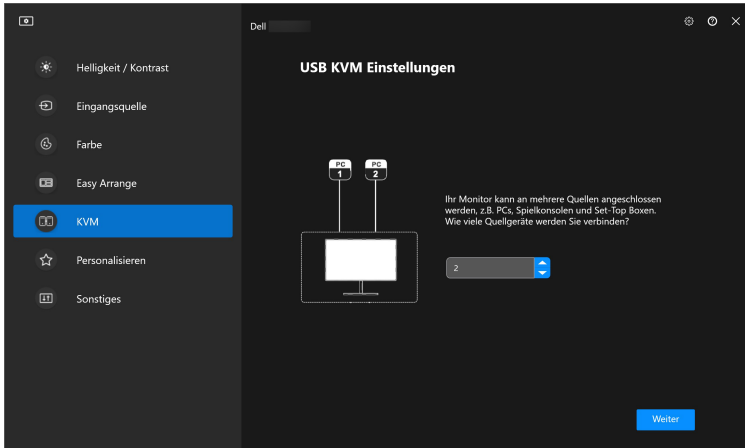 Dell
Helligkeit / Kontrast
Eingangsquelle
Farbe
Easy Arrange
KVM
Personalisieren
Sonstiges
USB KVM Einstellungen
PC
1
PC
2
Ihr Monitor kann an mehrere Quellen angeschlossen
werden, z.B. PCs, Spielkonsolen und Set-Top Boxen.
Wie viele Quellgeräte werden Sie verbinden?
2
Weiter